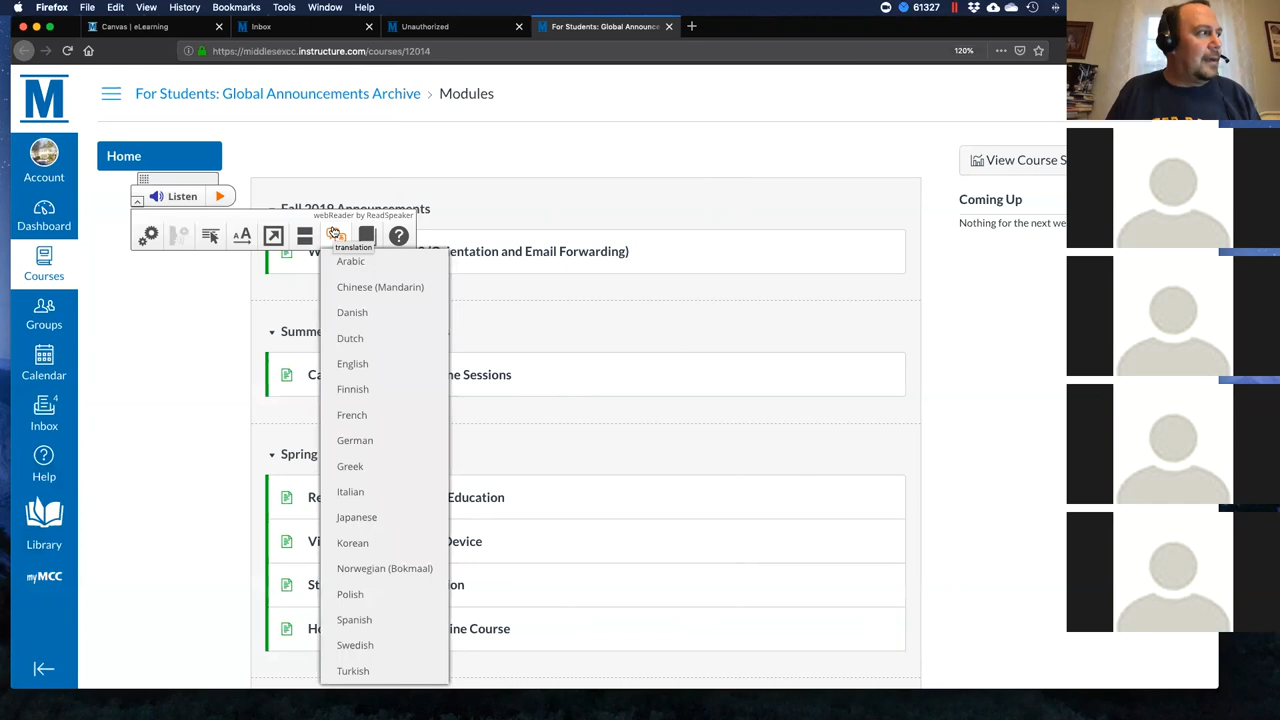 Firefox File Edit View History Bookmarks Tools Window Help 61327
Canvas | eLearning
Inbox
Unauthorized
For Students: Global Announce
https://middlesexcc.instructure.com/courses/12014
120%
M
For Students: Global Announcements Archive › Modules
Account
Dashboard
Courses
Groups
Calendar
4
Inbox
Help
Library
myMCC
Home
Listen
webReader by ReadSpeaker
A A
?
translation
Arabic
Chinese (Mandarin)
Danish
Dutch
English
Finnish
French
German
Greek
Italian
Japanese
Korean
Norwegian (Bokmaal)
Polish
Spanish
Swedish
Turkish
Fall 2019 Announcements
and Email Forwarding)
Summe
ne Sessions
Spring
Education
Device
ine Course
View Course S
Coming Up
Nothing for the next we